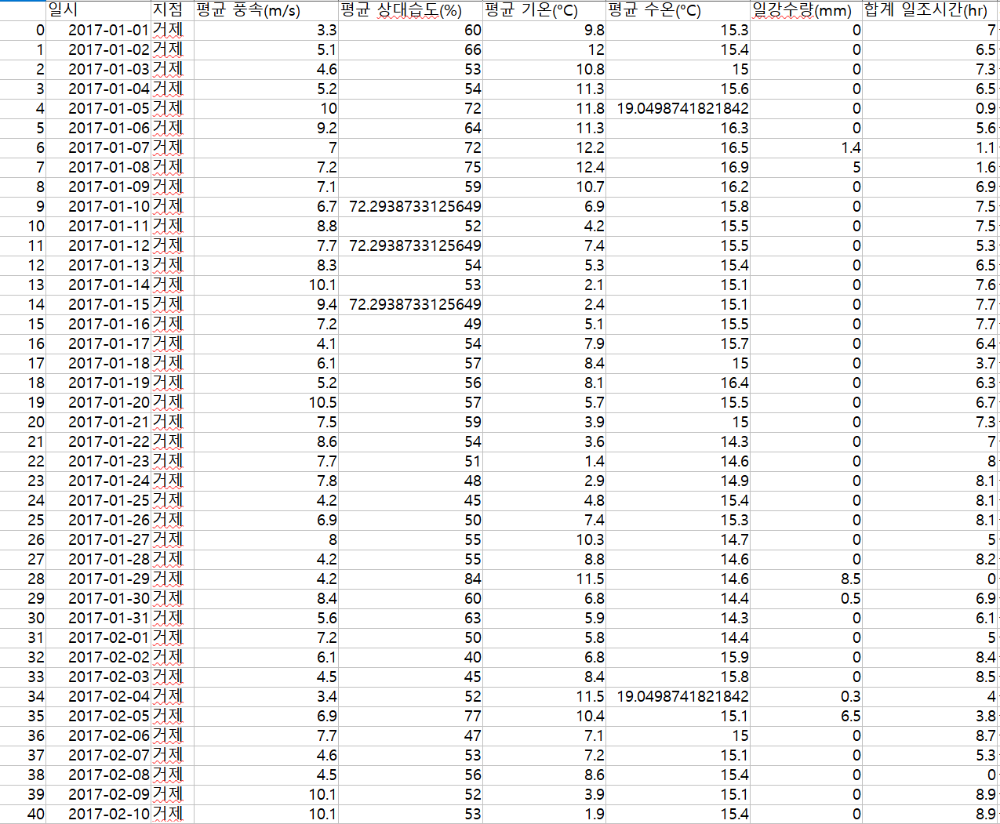 일시 지점 평균 풍속(m/s) 평균 상대습도(%) 평균 기온(°C) 평균 수온(°C) 일강수량(mm) 합계 일조시간(hr)
0 2017-01-01 거제 3.3 60 9.8 15.3 0 7
1 2017-01-02 거제 5.1 66 12 15.4 0 6.5
2 2017-01-03 거제 4.6 53 10.8 15 0 7.3
3 2017-01-04 거제 5.2 54 11.3 15.6 0 6.5
4 2017-01-05 거제 10 72 11.8 19.0498741821842 0 0.9
5 2017-01-06 거제 9.2 64 11.3 16.3 0 5.6
6 2017-01-07 거제 7 72 12.2 16.5 1.4 1.1
7 2017-01-08 거제 7.2 75 12.4 16.9 5 1.6
8 2017-01-09 거제 7.1 59 10.7 16.2 0 6.9
9 2017-01-10 거제 6.7 72.2938733125649 6.9 15.8 0 7.5
10 2017-01-11 거제 8.8 52 4.2 15.5 0 7.5
11 2017-01-12 거제 7.7 72.2938733125649 7.4 15.5 0 5.3
12 2017-01-13 거제 8.3 54 5.3 15.4 0 6.5
13 2017-01-14 거제 10.1 53 2.1 15.1 0 7.6
14 2017-01-15 거제 9.4 72.2938733125649 2.4 15.1 0 7.7
15 2017-01-16 거제 7.2 49 5.1 15.5 0 7.7
16 2017-01-17 거제 4.1 54 7.9 15.7 0 6.4
17 2017-01-18 거제 6.1 57 8.4 15 0 3.7
18 2017-01-19 거제 5.2 56 8.1 16.4 0 6.3
19 2017-01-20 거제 10.5 57 5.7 15.5 0 6.7
20 2017-01-21 거제 7.5 59 3.9 15 0 7.3
21 2017-01-22 거제 8.6 54 3.6 14.3 0 7
22 2017-01-23 거제 7.7 51 1.4 14.6 0 8
23 2017-01-24 거제 7.8 48 2.9 14.9 0 8.1
24 2017-01-25 거제 4.2 45 4.8 15.4 0 8.1
25 2017-01-26 거제 6.9 50 7.4 15.3 0 8.1
26 2017-01-27 거제 8 55 10.3 14.7 0 5
27 2017-01-28 거제 4.2 55 8.8 14.6 0 8.2
28 2017-01-29 거제 4.2 84 11.5 14.6 8.5 0
29 2017-01-30 거제 8.4 60 6.8 14.4 0.5 6.9
30 2017-01-31 거제 5.6 63 5.9 14.3 0 6.1
31 2017-02-01 거제 7.2 50 5.8 14.4 0 5
32 2017-02-02 거제 6.1 40 6.8 15.9 0 8.4
33 2017-02-03 거제 4.5 45 8.4 15.8 0 8.5
34 2017-02-04 거제 3.4 52 11.5 19.0498741821842 0.3 4
35 2017-02-05 거제 6.9 77 10.4 15.1 6.5 3.8
36 2017-02-06 거제 7.7 47 7.1 15 0 8.7
37 2017-02-07 거제 4.6 53 7.2 15.1 0 5.3
38 2017-02-08 거제 4.5 56 8.6 15.4 0 0
39 2017-02-09 거제 10.1 52 3.9 15.1 0 8.9
40 2017-02-10 거제 10.1 53 1.9 15.4 0 8.9